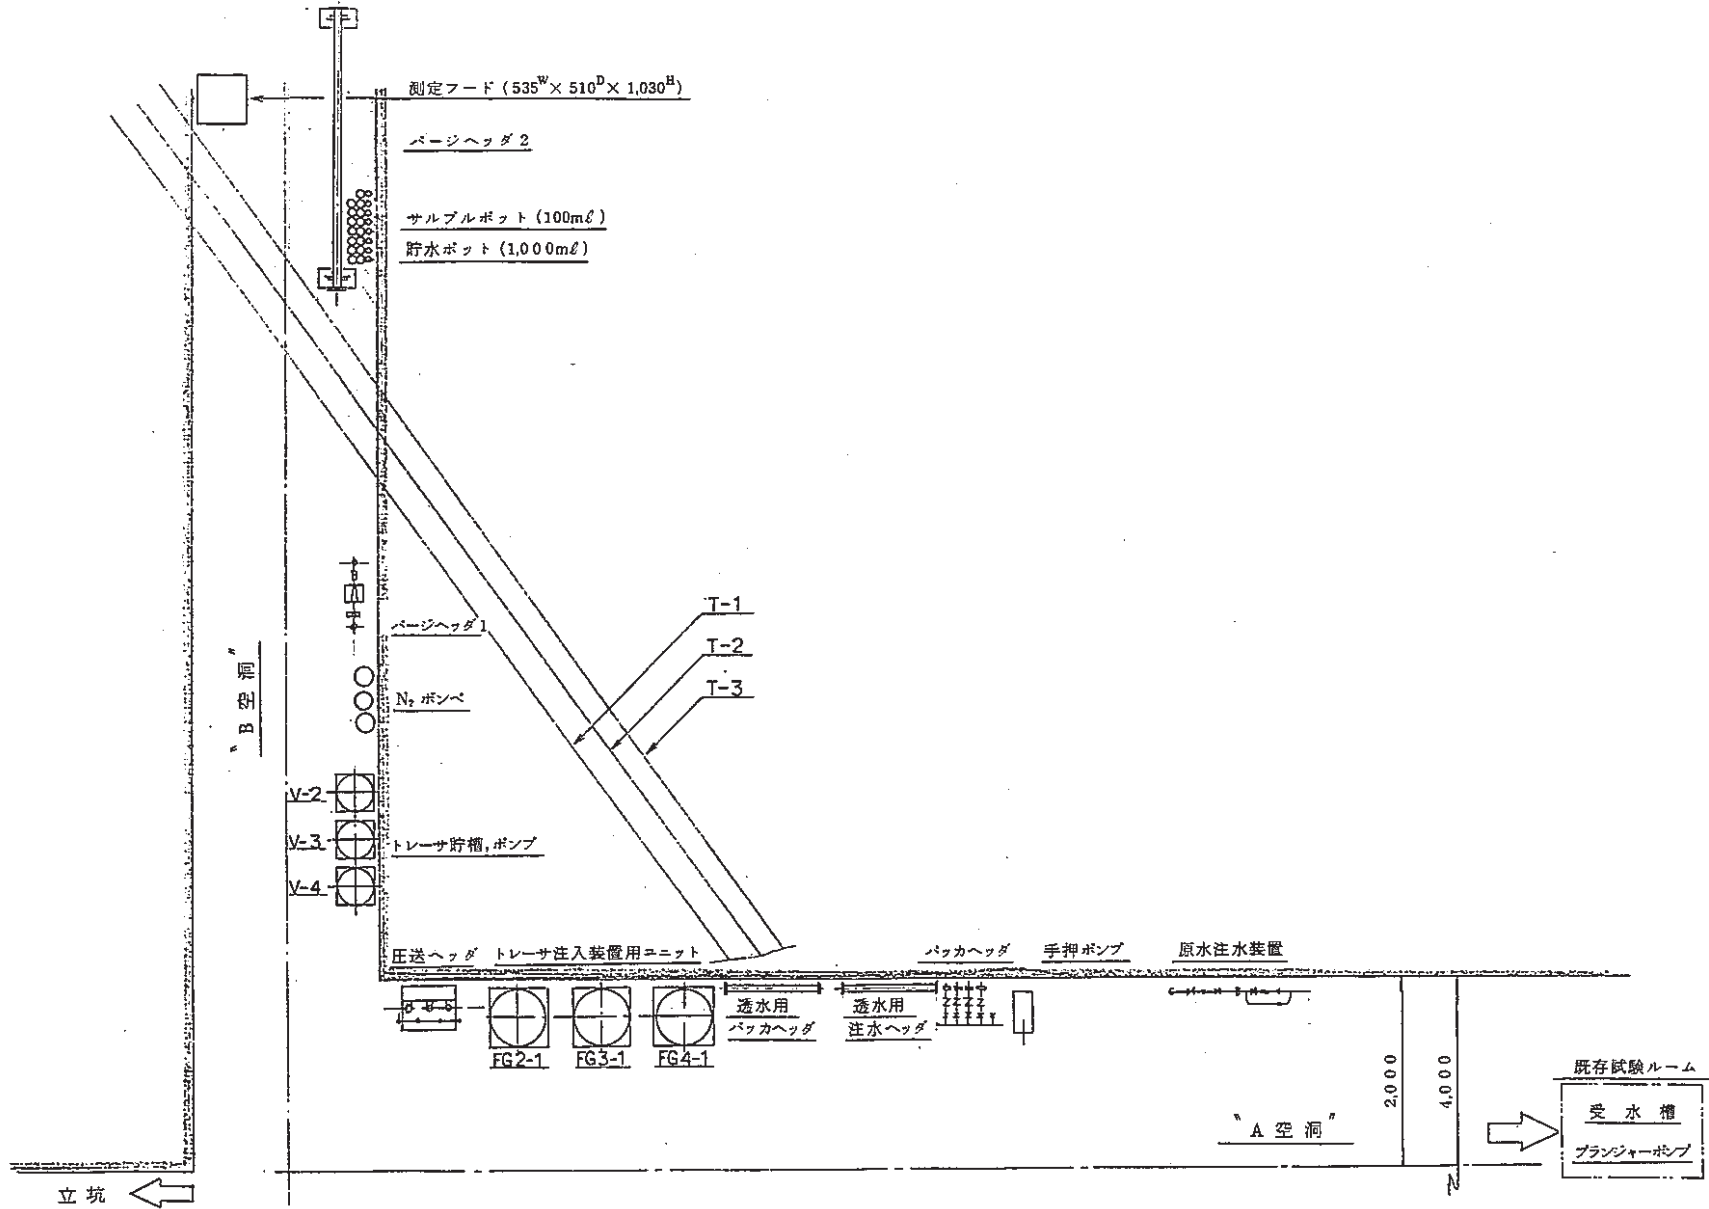 測定フード (535ᵂ× 510ᴰ× 1,030ᴴ)
パージヘッダ 2
サルプルポット (100mℓ)
貯水ポット (1,000mℓ)
T-1
パージヘッダ 1
T-2
T-3
N₂ ボンベ
〝B 空 洞〞
V-2
V-3
トレーサ貯槽,ポンプ
V-4
圧送ヘッダ
トレーサ注入装置用ユニット
パッカヘッダ
手押ポンプ
原水注水装置
透水用
パッカヘッダ
透水用
注水ヘッダ
FG2-1
FG3-1
FG4-1
2,000
4,000
既存試験ルーム
受 水 槽
プランジャーポンプ
〝A 空 洞〞
立 坑